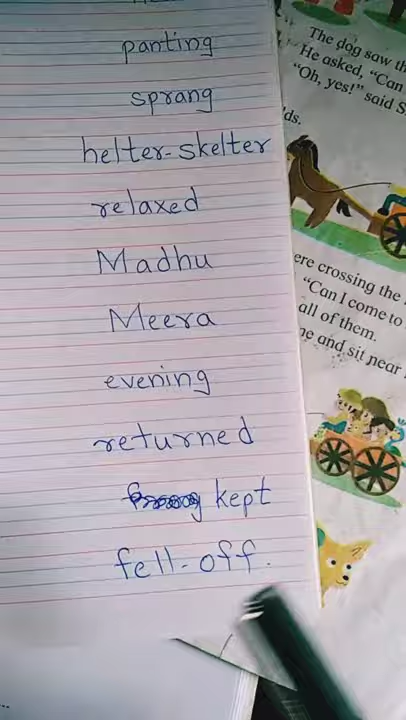 panting
sprang
helter-skelter
relaxed
Madhu
Meera
evening
returned
kept
fell-off.
The dog saw th
He asked, "Can
"Oh, yes!" said S
lds.
ere crossing the
"Can I come to
all of them.
ne and sit near